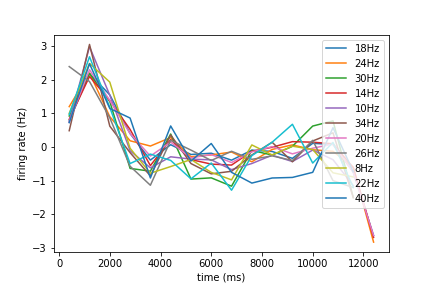 3
2
1
0
−1
−2
−3
firing rate (Hz)
0
2000
4000
6000
8000
10000
12000
time (ms)
18Hz
24Hz
30Hz
14Hz
10Hz
34Hz
20Hz
26Hz
8Hz
22Hz
40Hz